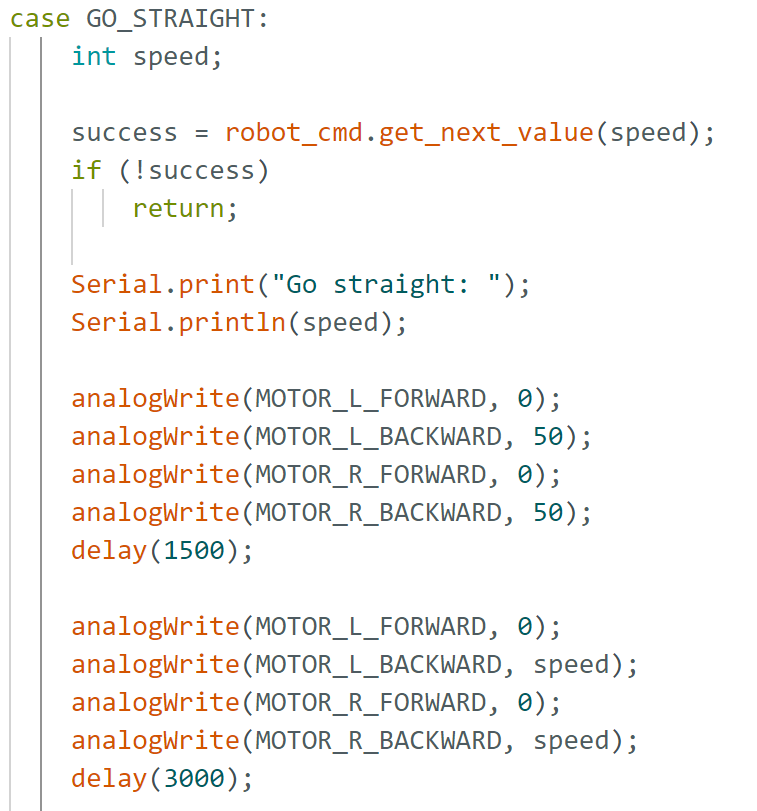 case GO_STRAIGHT:
int speed;
success = robot_cmd.get_next_value(speed);
if (!success)
return;
Serial.print("Go straight: ");
Serial.println(speed);
analogWrite(MOTOR_L_FORWARD, 0);
analogWrite(MOTOR_L_BACKWARD, 50);
analogWrite(MOTOR_R_FORWARD, 0);
analogWrite(MOTOR_R_BACKWARD, 50);
delay(1500);
analogWrite(MOTOR_L_FORWARD, 0);
analogWrite(MOTOR_L_BACKWARD, speed);
analogWrite(MOTOR_R_FORWARD, 0);
analogWrite(MOTOR_R_BACKWARD, speed);
delay(3000);